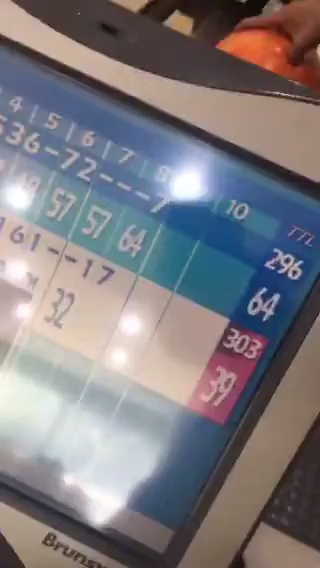 4 5 6 7 8 10 TTL
536-72---7 296
57 57 64 64
161--17 303
32 39
Bruns